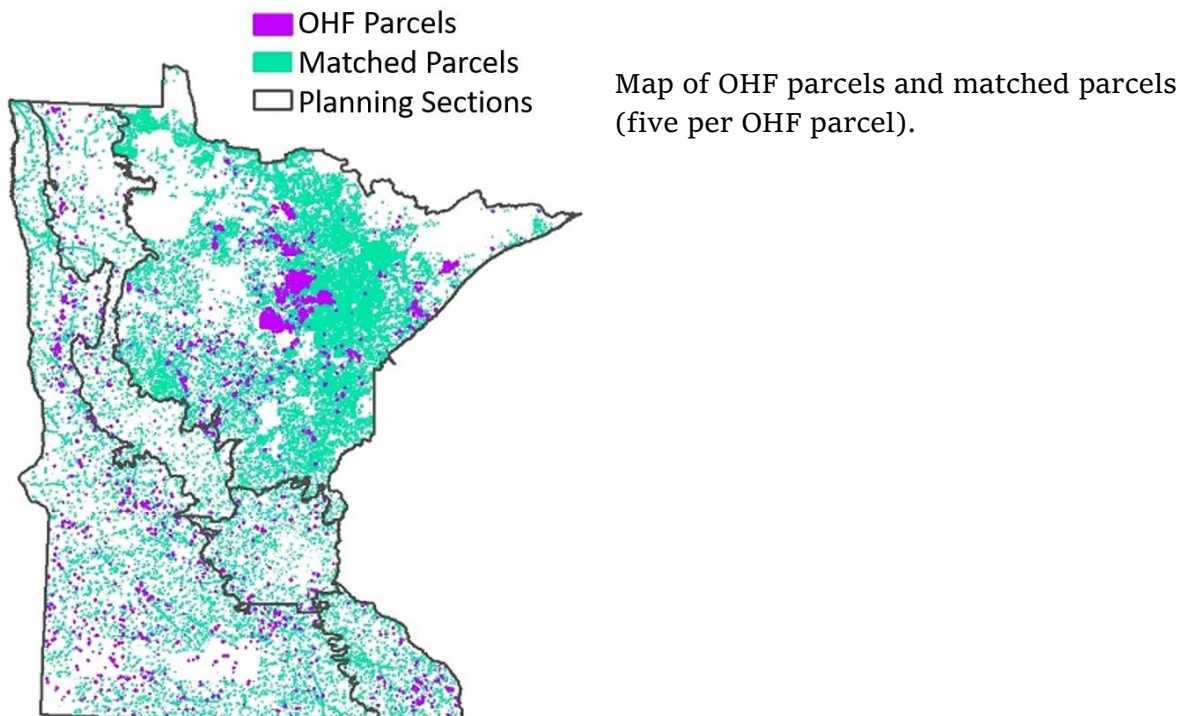 OHF Parcels
Matched Parcels
Planning Sections
Map of OHF parcels and matched parcels
(five per OHF parcel).